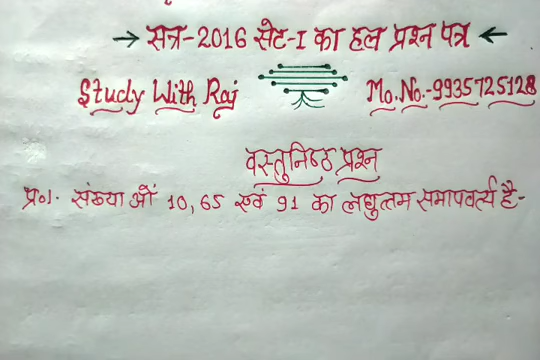 → सत्र-2016 सेट-I का हल प्रश्न पत्र ←
Study With Raj Mo.No.-9935725128
वस्तुनिष्ठ प्रश्न
प्र०1. संख्याओं 10, 65 एवं 91 का लघुत्तम समापवर्त्य है-